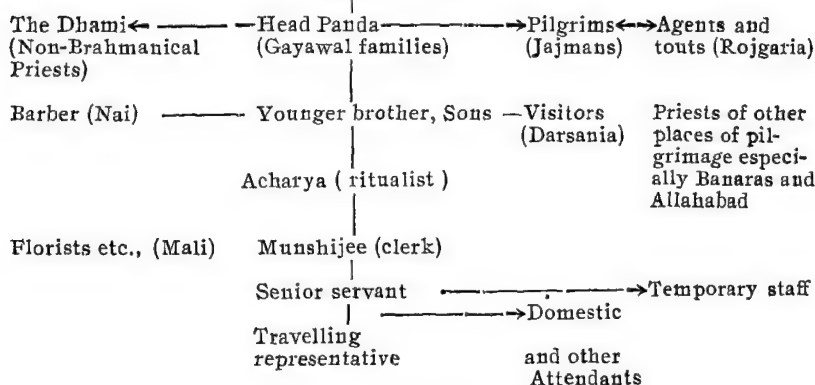 The Dhami Head Panda Pilgrims Agents and
(Non-Brahmanical (Gayawal families) (Jajmans) touts (Rojgaria)
Priests)
Barber (Nai) Younger brother, Sons Visitors Priests of other
(Darsania) places of pil-
grimage especi-
Acharya ( ritualist ) ally Banaras and
Allahabad
Florists etc., (Mali) Munshijee (clerk)
Senior servant Temporary staff
Domestic
Travelling
representative and other
Attendants